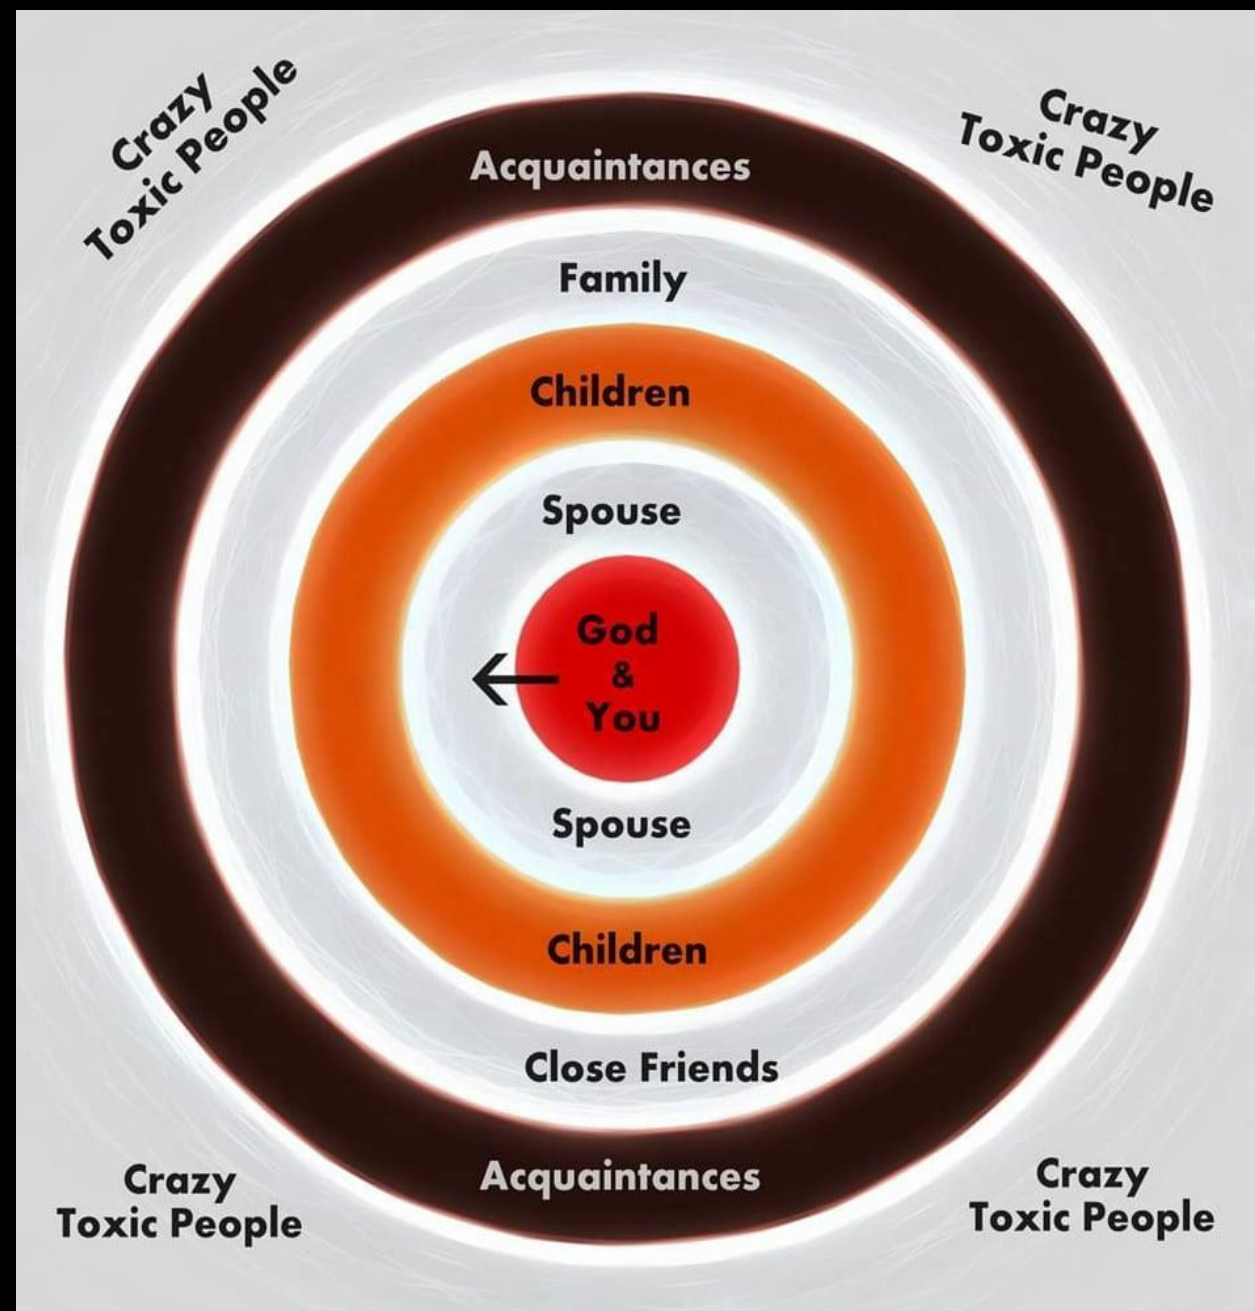 Crazy
Toxic People
Crazy
Toxic People
Acquaintances
Family
Children
Spouse
God
&
You
Spouse
Children
Close Friends
Acquaintances
Crazy
Toxic People
Crazy
Toxic People